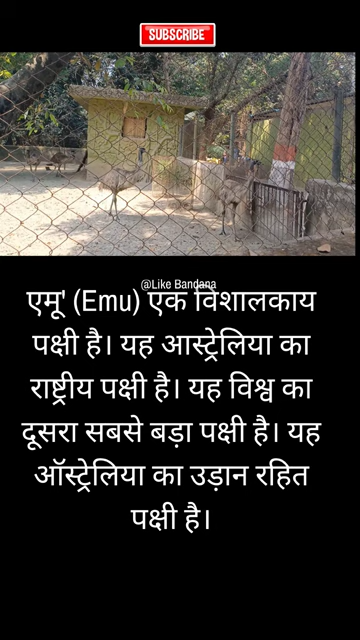 SUBSCRIBE
@Like Bandana
एमू' (Emu) एक विशालकाय
पक्षी है। यह आस्ट्रेलिया का
राष्ट्रीय पक्षी है। यह विश्व का
दूसरा सबसे बड़ा पक्षी है। यह
ऑस्ट्रेलिया का उड़ान रहित
पक्षी है।